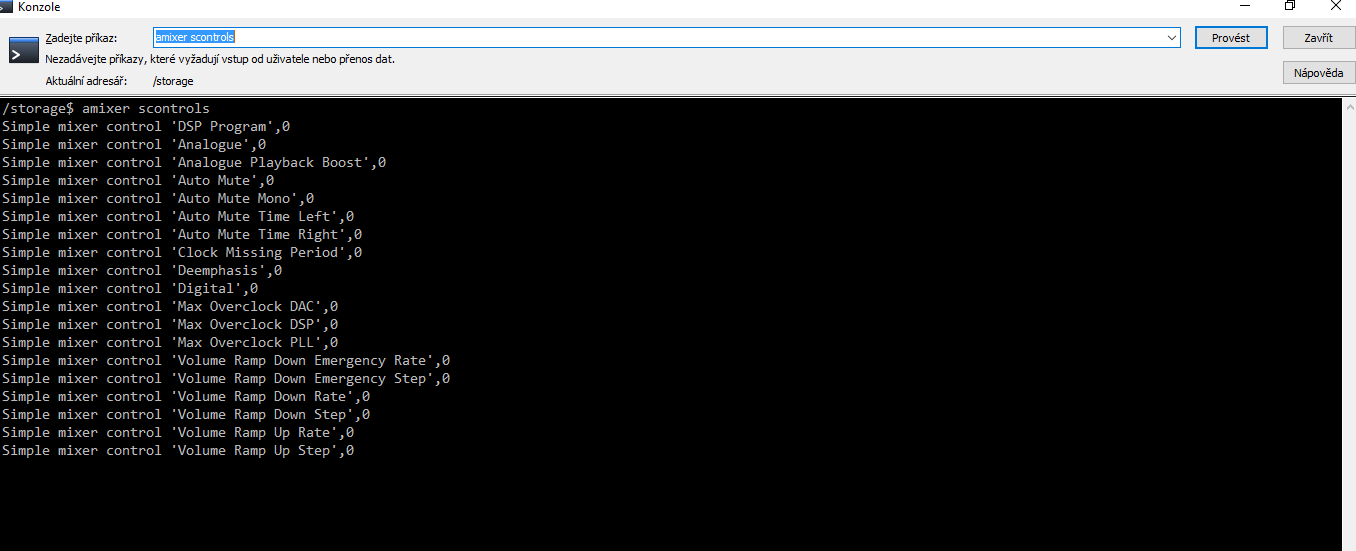 Konzole
Zadejte příkaz: amixer scontrols Provést Zavřít
Nezadávejte příkazy, které vyžadují vstup od uživatele nebo přenos dat.
Aktuální adresář: /storage Nápověda
/storage$ amixer scontrols
Simple mixer control 'DSP Program',0
Simple mixer control 'Analogue',0
Simple mixer control 'Analogue Playback Boost',0
Simple mixer control 'Auto Mute',0
Simple mixer control 'Auto Mute Mono',0
Simple mixer control 'Auto Mute Time Left',0
Simple mixer control 'Auto Mute Time Right',0
Simple mixer control 'Clock Missing Period',0
Simple mixer control 'Deemphasis',0
Simple mixer control 'Digital',0
Simple mixer control 'Max Overclock DAC',0
Simple mixer control 'Max Overclock DSP',0
Simple mixer control 'Max Overclock PLL',0
Simple mixer control 'Volume Ramp Down Emergency Rate',0
Simple mixer control 'Volume Ramp Down Emergency Step',0
Simple mixer control 'Volume Ramp Down Rate',0
Simple mixer control 'Volume Ramp Down Step',0
Simple mixer control 'Volume Ramp Up Rate',0
Simple mixer control 'Volume Ramp Up Step',0